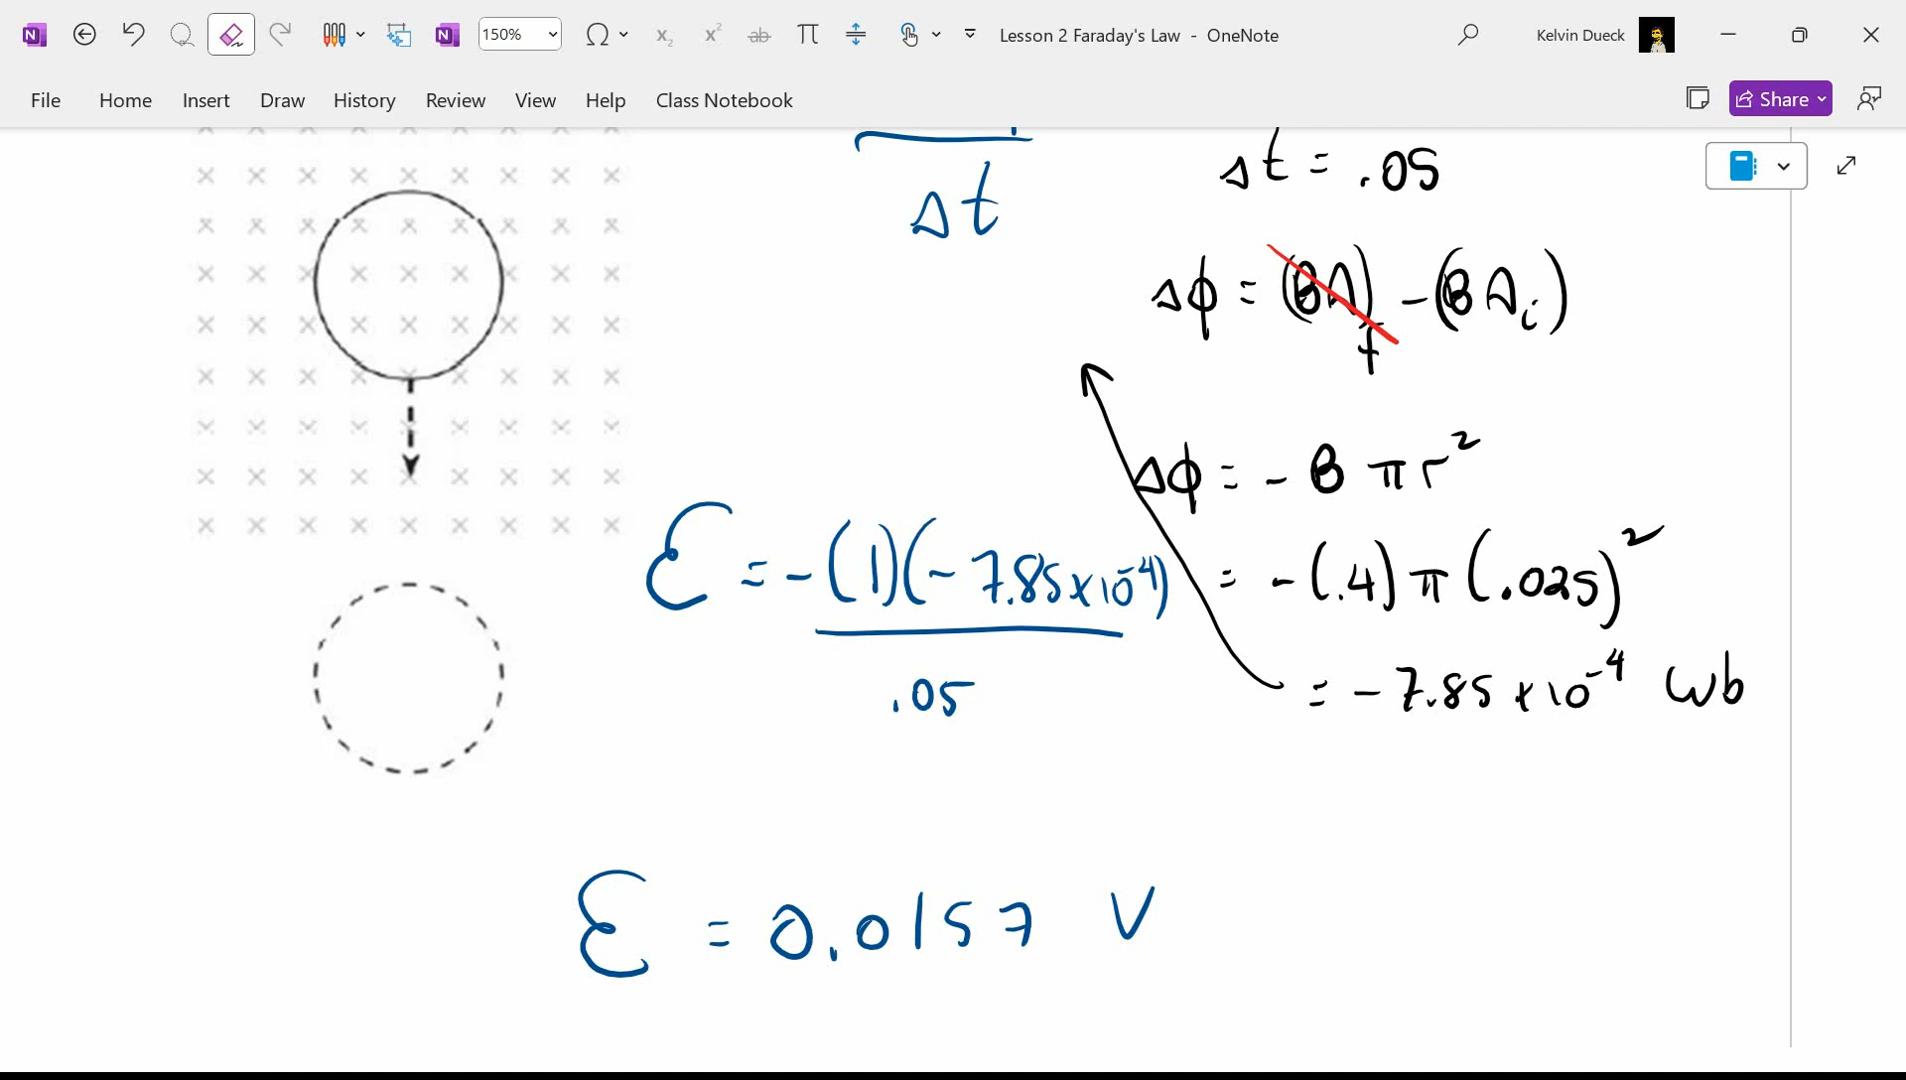 150%
Lesson 2 Faraday's Law - OneNote
Kelvin Dueck
File Home Insert Draw History Review View Help Class Notebook
Share
Δt
Δt = .05
Δϕ = (BA)f - (BAi)
Δϕ = - B π r²
ℰ = -(1)(-7.85x10⁻⁴)
.05
= -(.4) π (.025)²
= -7.85 x10⁻⁴ Wb
ℰ = 0.0157 V